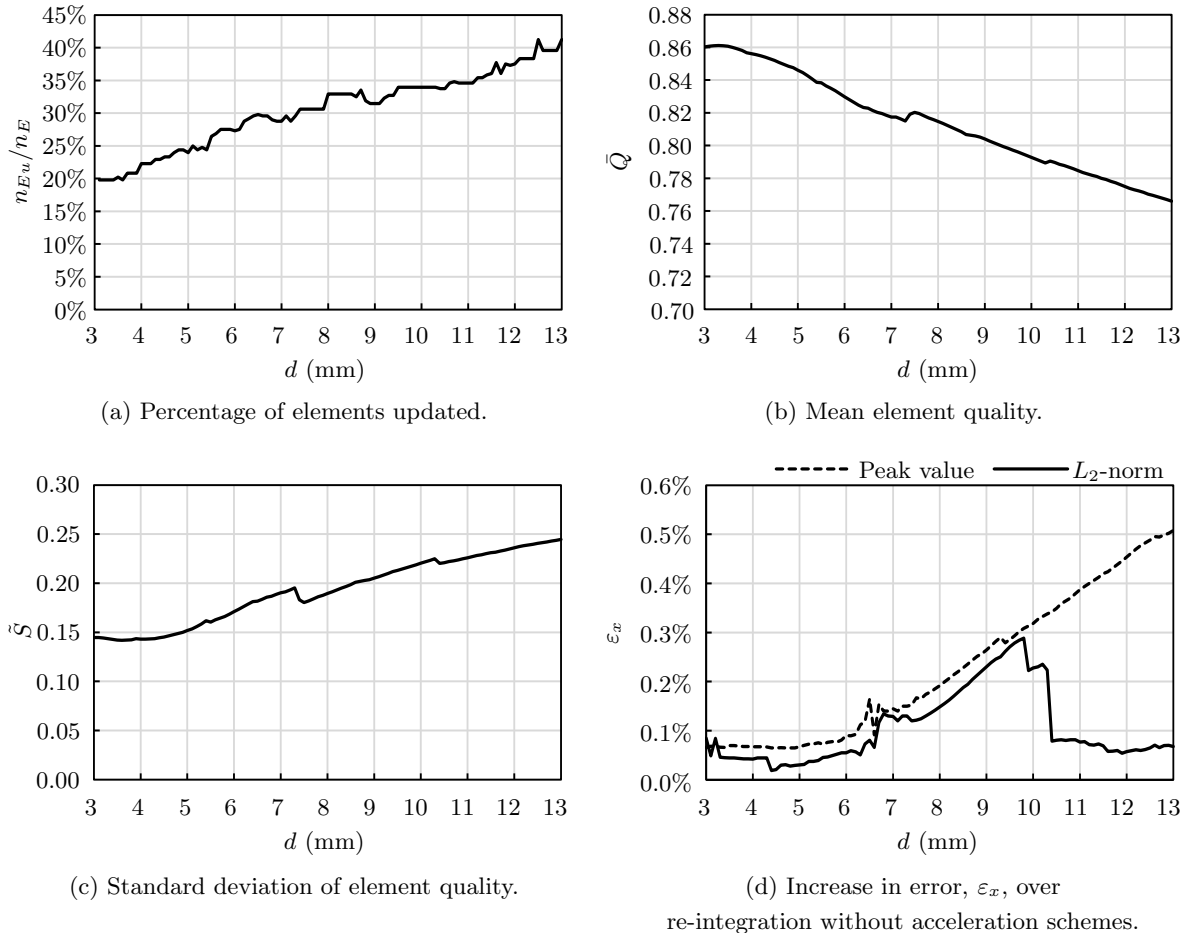 45%
40%
35%
30%
25%
20%
15%
10%
5%
0%
n_{Eu}/n_E
3 4 5 6 7 8 9 10 11 12 13
d (mm)
(a) Percentage of elements updated.
0.88
0.86
0.84
0.82
0.80
0.78
0.76
0.74
0.72
0.70
Q̄
3 4 5 6 7 8 9 10 11 12 13
d (mm)
(b) Mean element quality.
0.30
0.25
0.20
0.15
0.10
0.05
0.00
S̃
3 4 5 6 7 8 9 10 11 12 13
d (mm)
(c) Standard deviation of element quality.
Peak value L₂-norm
0.6%
0.5%
0.4%
0.3%
0.2%
0.1%
0.0%
εₓ
3 4 5 6 7 8 9 10 11 12 13
d (mm)
(d) Increase in error, εₓ, over
re-integration without acceleration schemes.